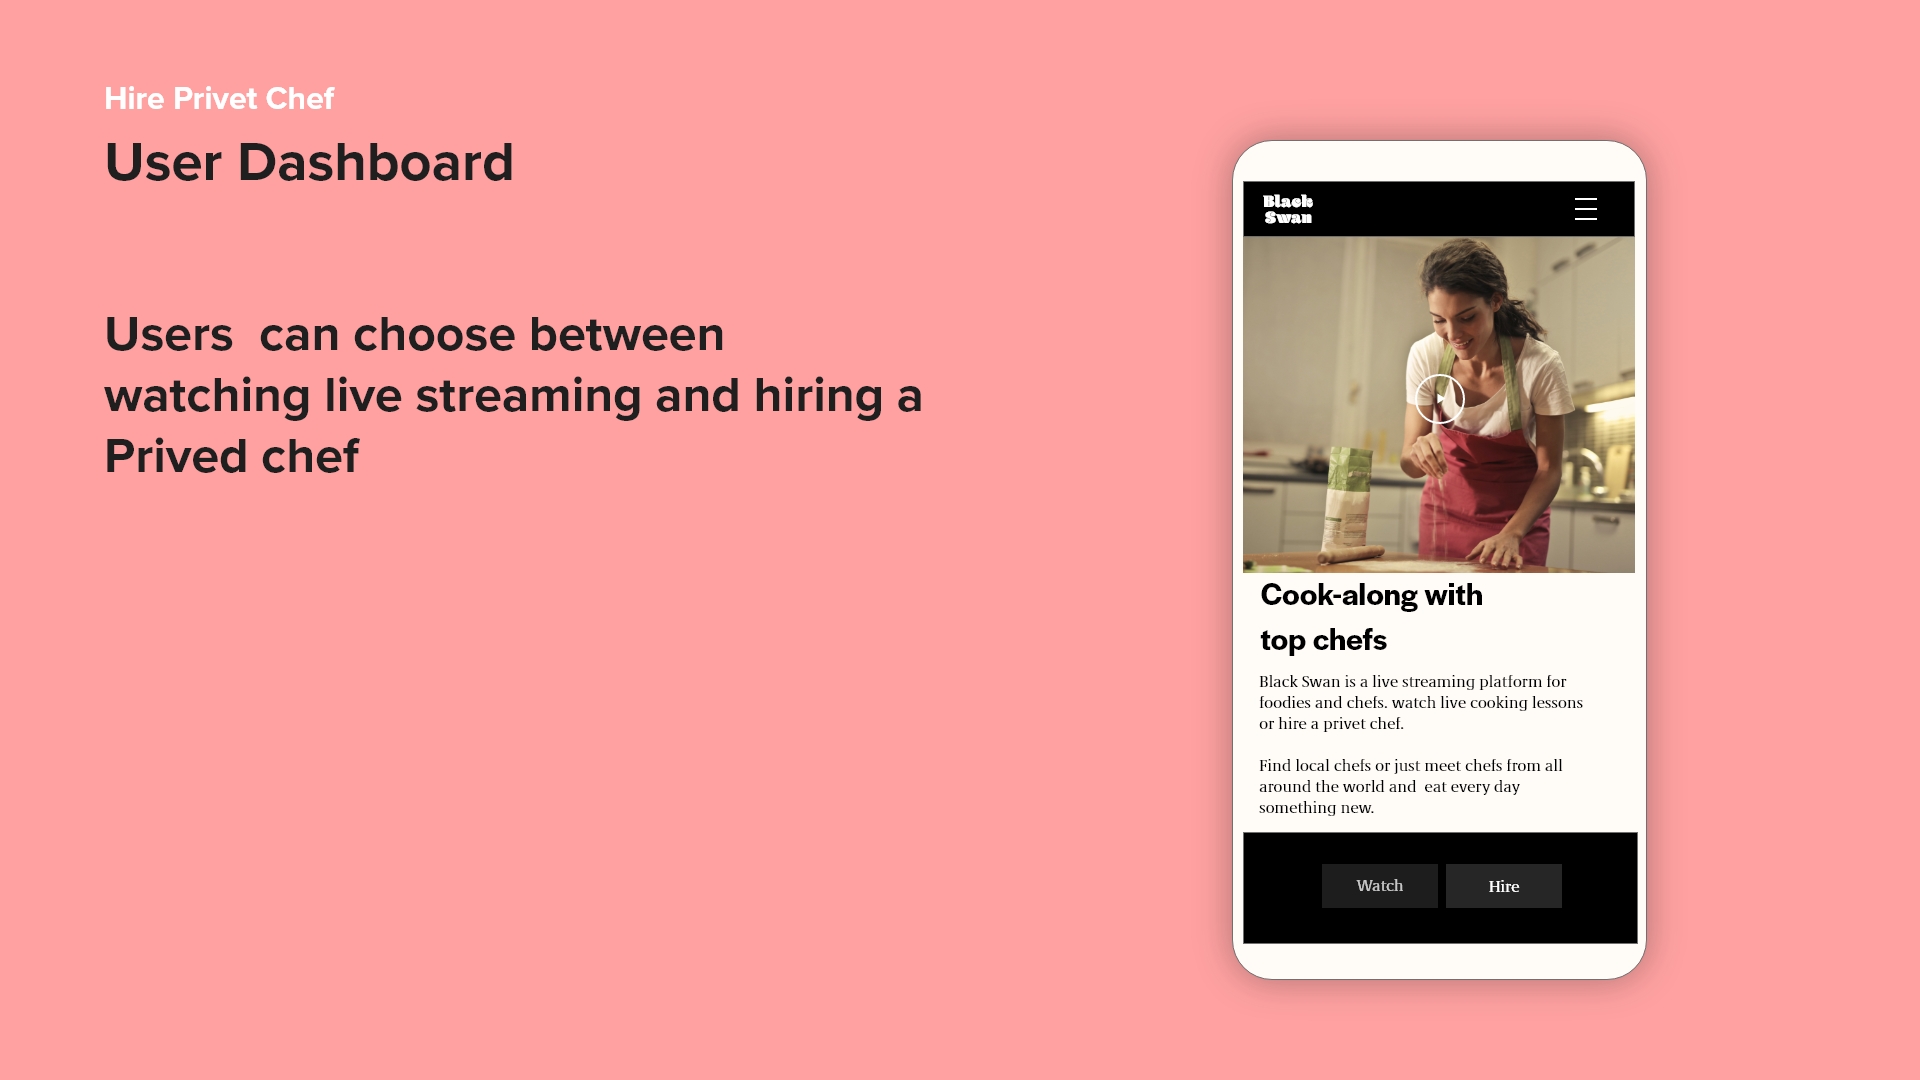 Hire Privet Chef
User Dashboard
Users  can choose between
watching live streaming and hiring a
Prived chef
Black
Swan
Cook-along with
top chefs
Black Swan is a live streaming platform for
foodies and chefs. watch live cooking lessons
or hire a privet chef.
Find local chefs or just meet chefs from all
around the world and  eat every day
something new.
Watch
Hire